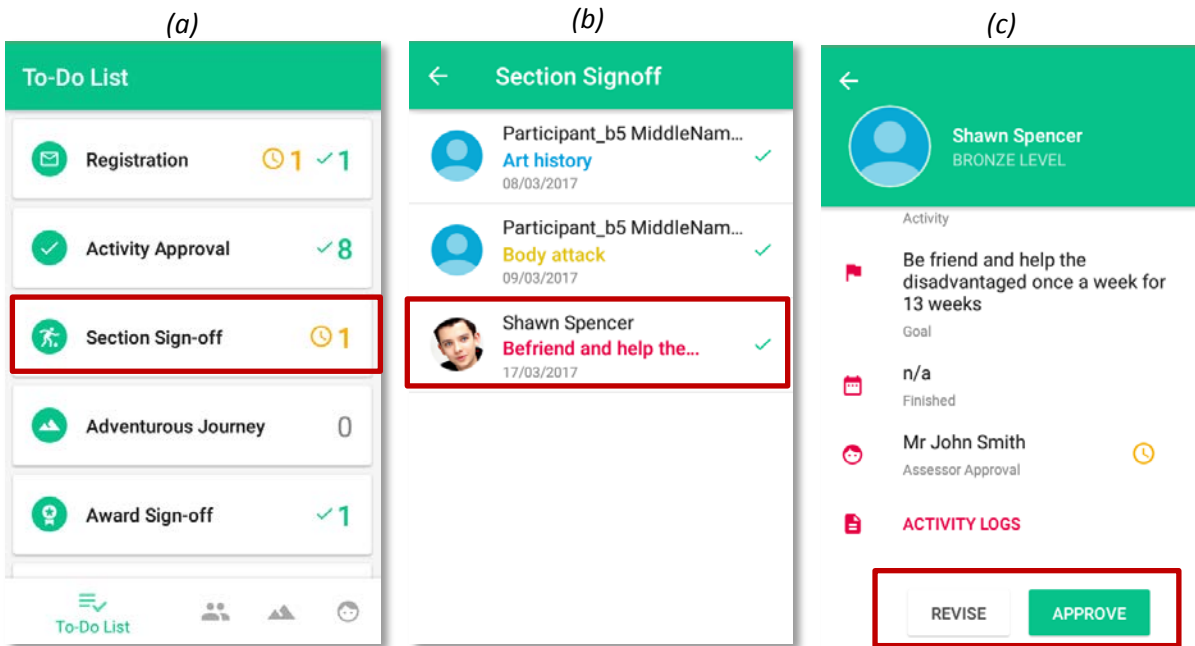 (a)
To-Do List
Registration 1 1
Activity Approval 8
Section Sign-off 1
Adventurous Journey 0
Award Sign-off 1
To-Do List
(b)
Section Signoff
Participant_b5 MiddleNam...
Art history
08/03/2017
Participant_b5 MiddleNam...
Body attack
09/03/2017
Shawn Spencer
Befriend and help the...
17/03/2017
(c)
Shawn Spencer
BRONZE LEVEL
Activity
Be friend and help the
disadvantaged once a week for
13 weeks
Goal
n/a
Finished
Mr John Smith
Assessor Approval
ACTIVITY LOGS
REVISE APPROVE